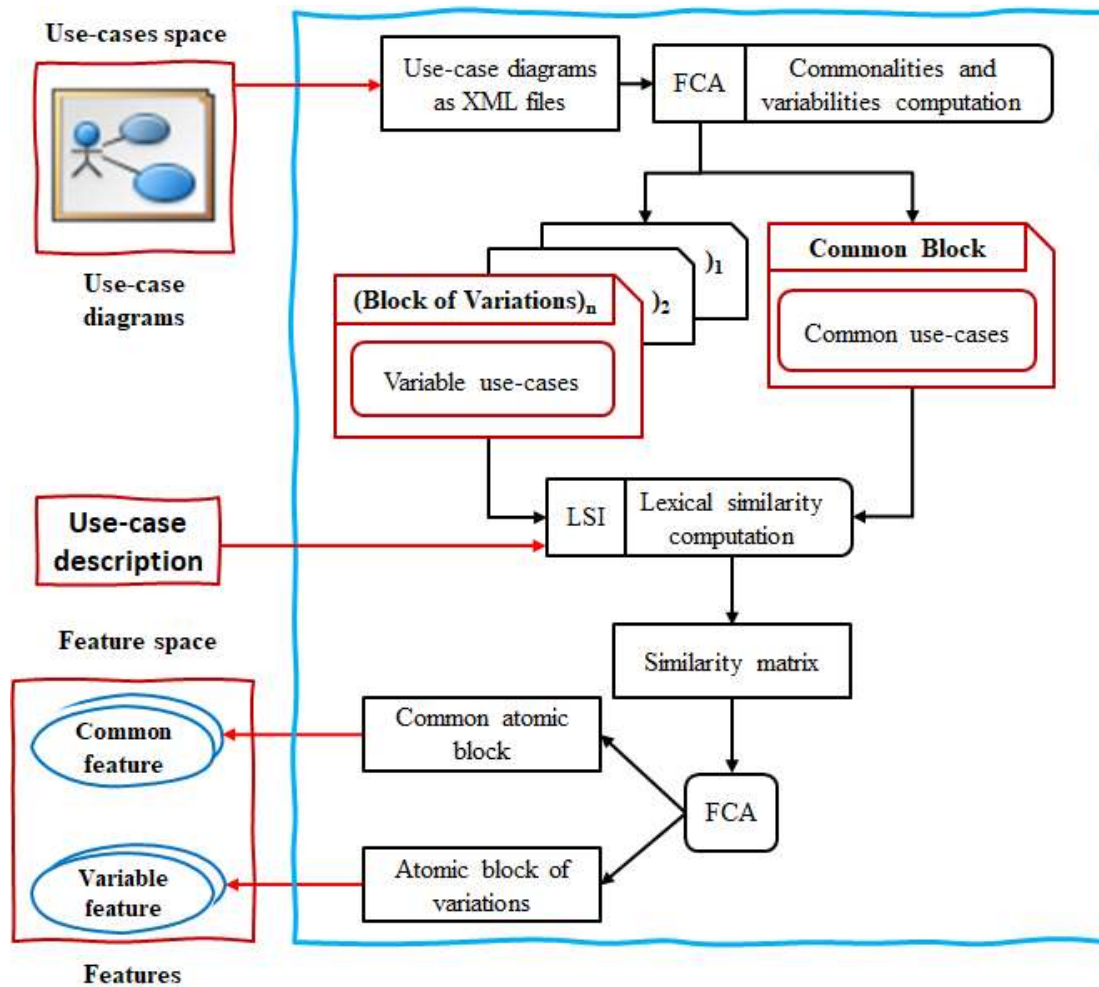 Use-cases space
Use-case diagrams
as XML files
FCA
Commonalities and
variabilities computation
Use-case
diagrams
)1
)2
(Block of Variations)n
Variable use-cases
Common Block
Common use-cases
Use-case
description
LSI
Lexical similarity
computation
Similarity matrix
FCA
Feature space
Common
feature
Common atomic
block
Variable
feature
Atomic block of
variations
Features